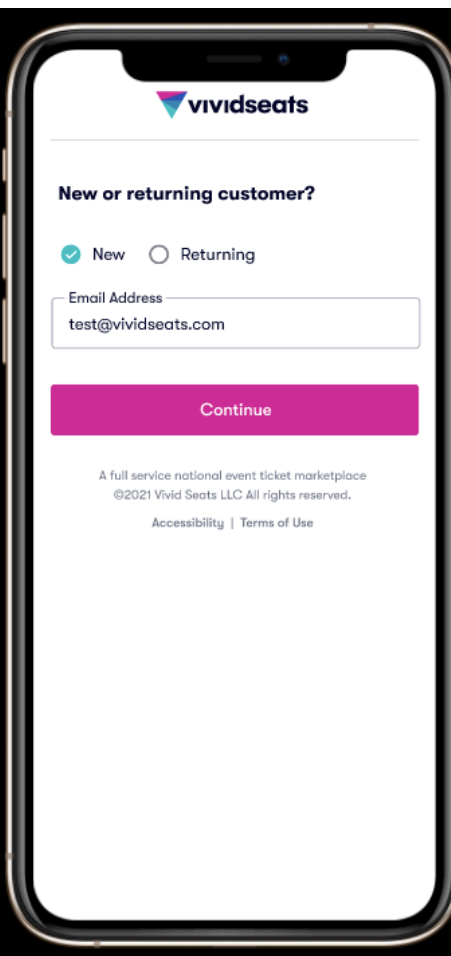 vividseats
New or returning customer?
New Returning
Email Address
test@vividseats.com
Continue
A full service national event ticket marketplace
©2021 Vivid Seats LLC All rights reserved.
Accessibility | Terms of Use